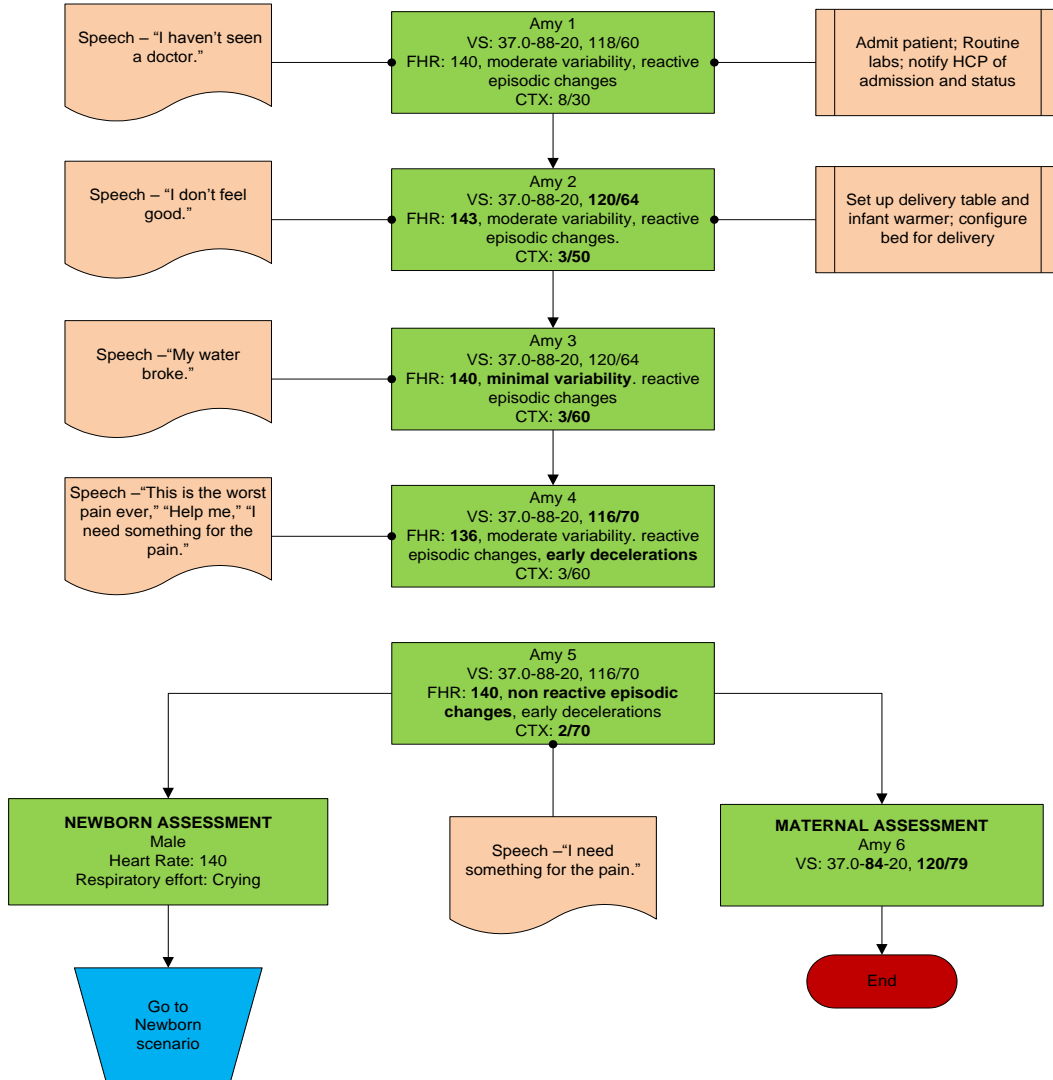 Speech – “I haven’t seen
a doctor.”
Amy 1
VS: 37.0-88-20, 118/60
FHR: 140, moderate variability, reactive
episodic changes
CTX: 8/30
Admit patient; Routine
labs; notify HCP of
admission and status
Speech – “I don’t feel
good.”
Amy 2
VS: 37.0-88-20, 120/64
FHR: 143, moderate variability, reactive
episodic changes.
CTX: 3/50
Set up delivery table and
infant warmer; configure
bed for delivery
Speech –“My water
broke.”
Amy 3
VS: 37.0-88-20, 120/64
FHR: 140, minimal variability. reactive
episodic changes
CTX: 3/60
Speech –“This is the worst
pain ever,” “Help me,” “I
need something for the
pain.”
Amy 4
VS: 37.0-88-20, 116/70
FHR: 136, moderate variability. reactive
episodic changes, early decelerations
CTX: 3/60
Amy 5
VS: 37.0-88-20, 116/70
FHR: 140, non reactive episodic
changes, early decelerations
CTX: 2/70
NEWBORN ASSESSMENT
Male
Heart Rate: 140
Respiratory effort: Crying
Speech –“I need
something for the pain.”
MATERNAL ASSESSMENT
Amy 6
VS: 37.0-84-20, 120/79
Go to
Newborn
scenario
End